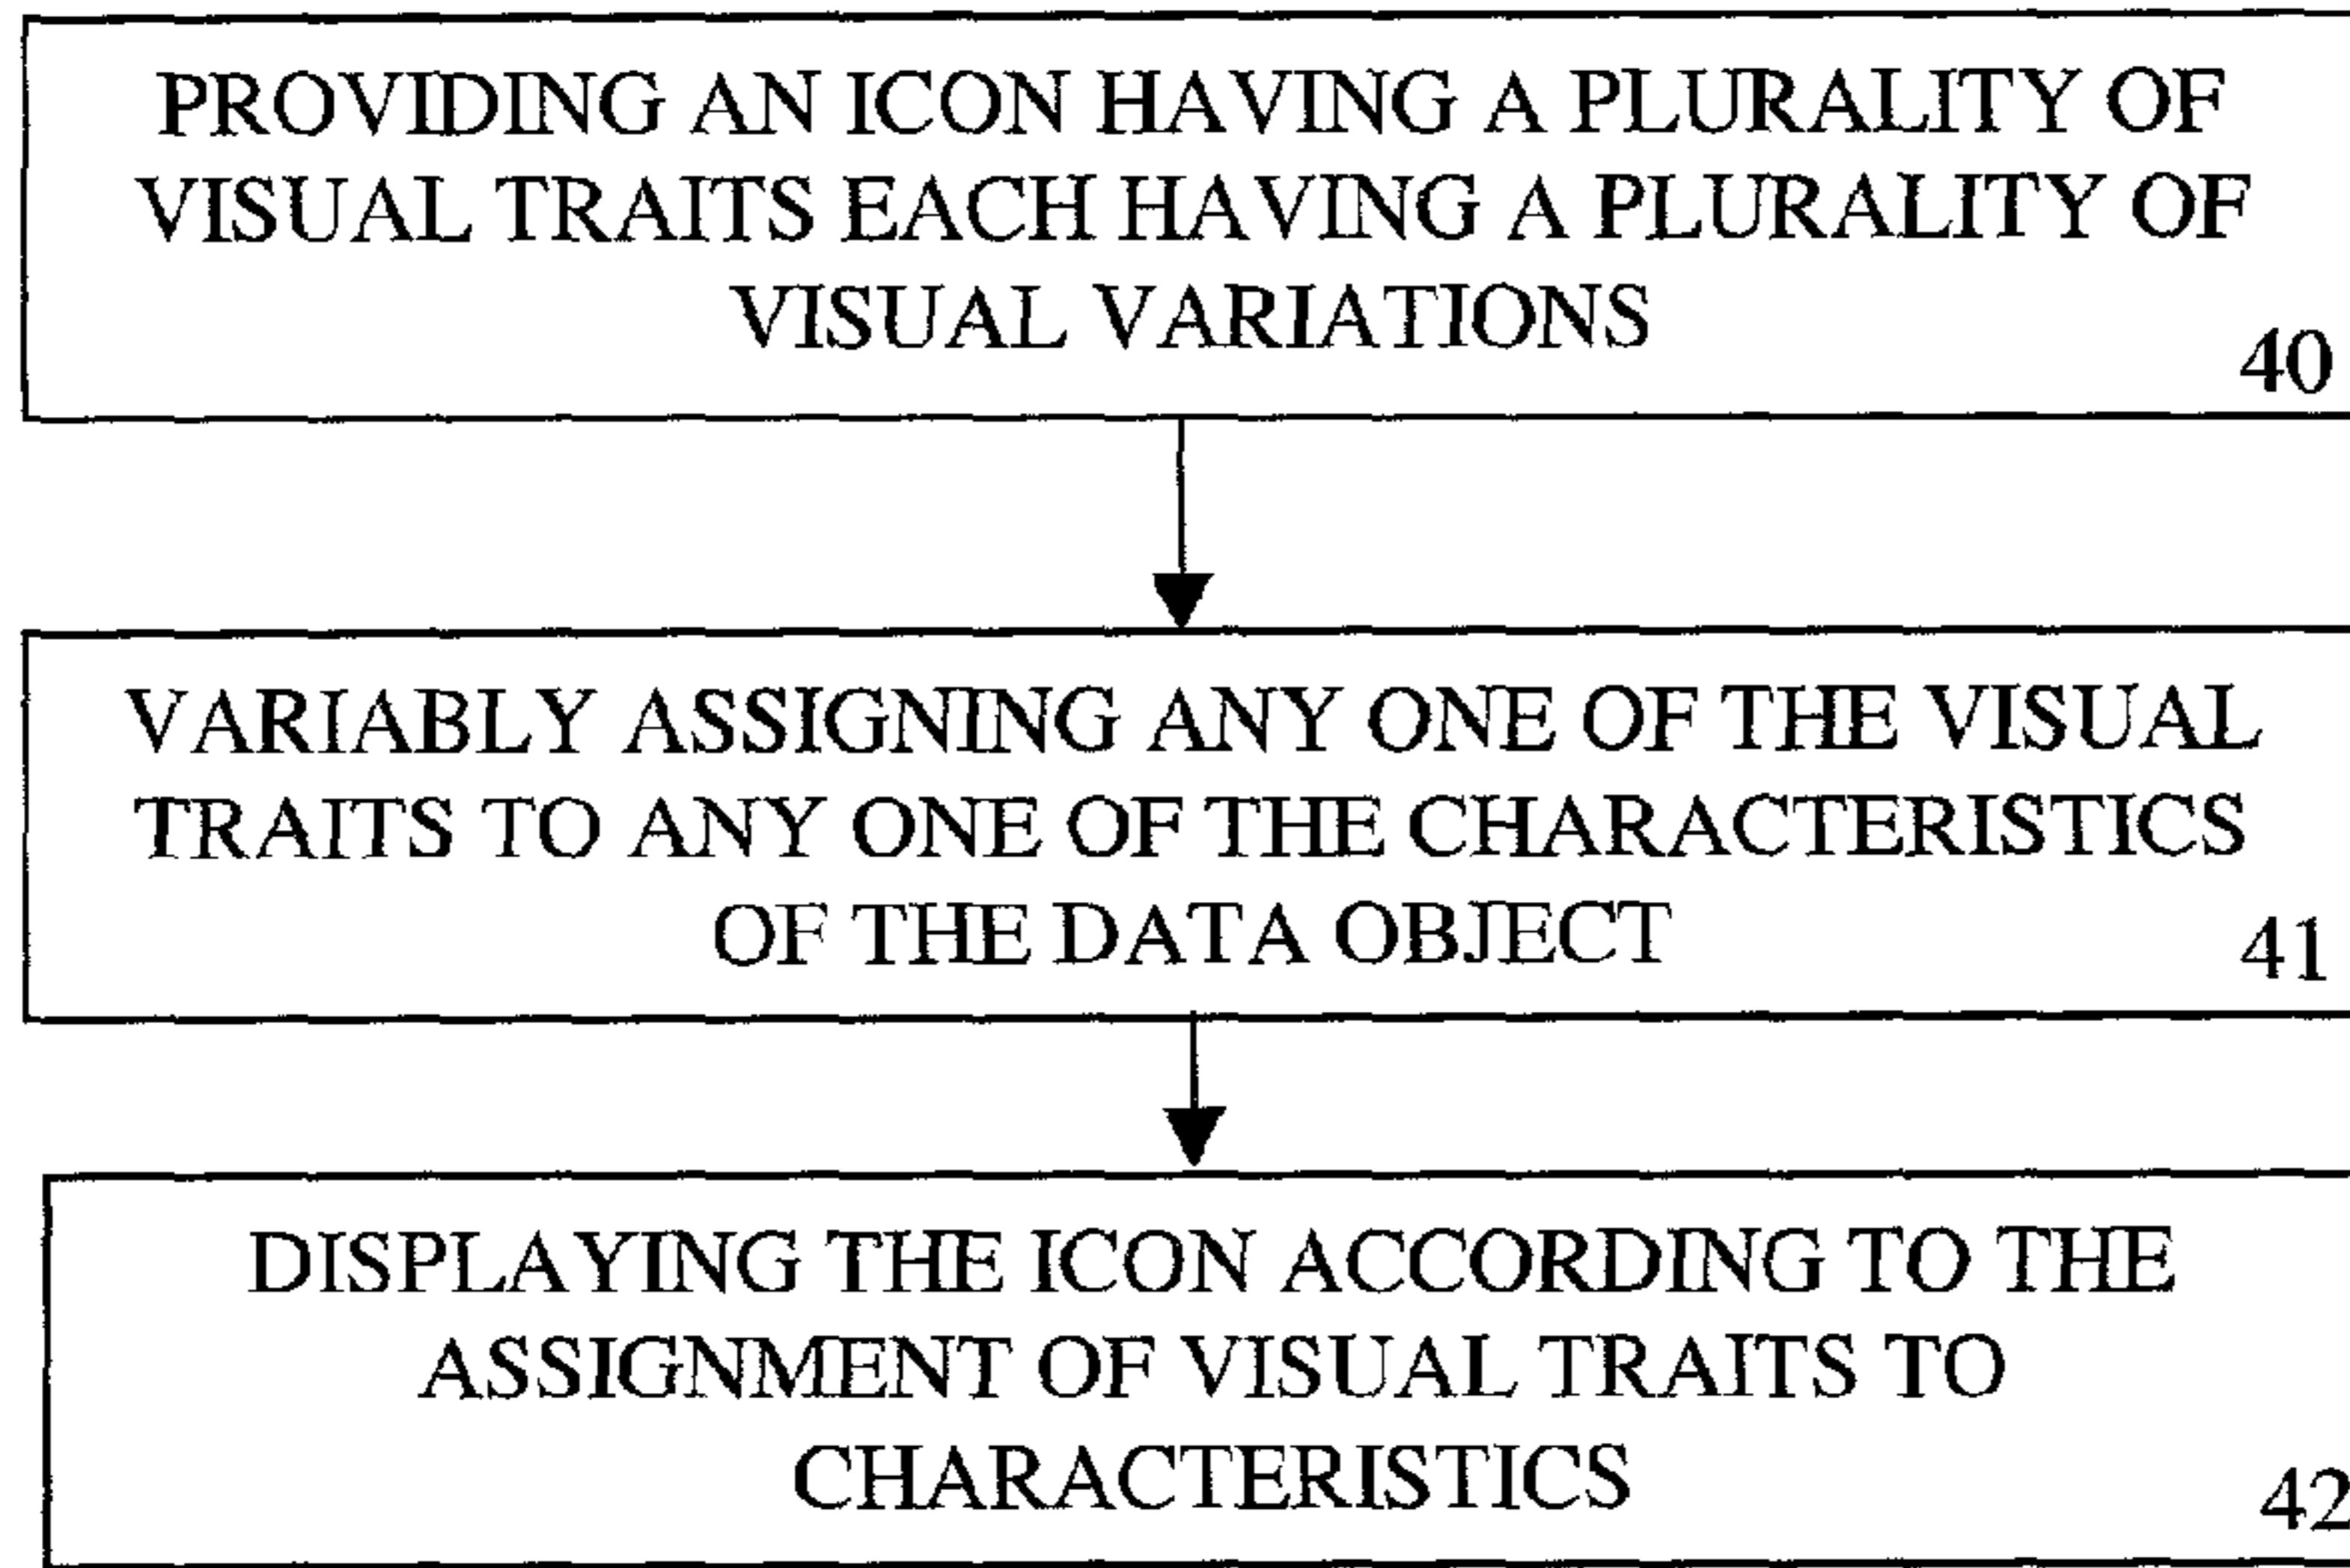 PROVIDING AN ICON HAVING A PLURALITY OF
VISUAL TRAITS EACH HAVING A PLURALITY OF
VISUAL VARIATIONS
40
VARIABLY ASSIGNING ANY ONE OF THE VISUAL
TRAITS TO ANY ONE OF THE CHARACTERISTICS
OF THE DATA OBJECT
41
DISPLAYING THE ICON ACCORDING TO THE
ASSIGNMENT OF VISUAL TRAITS TO
CHARACTERISTICS
42